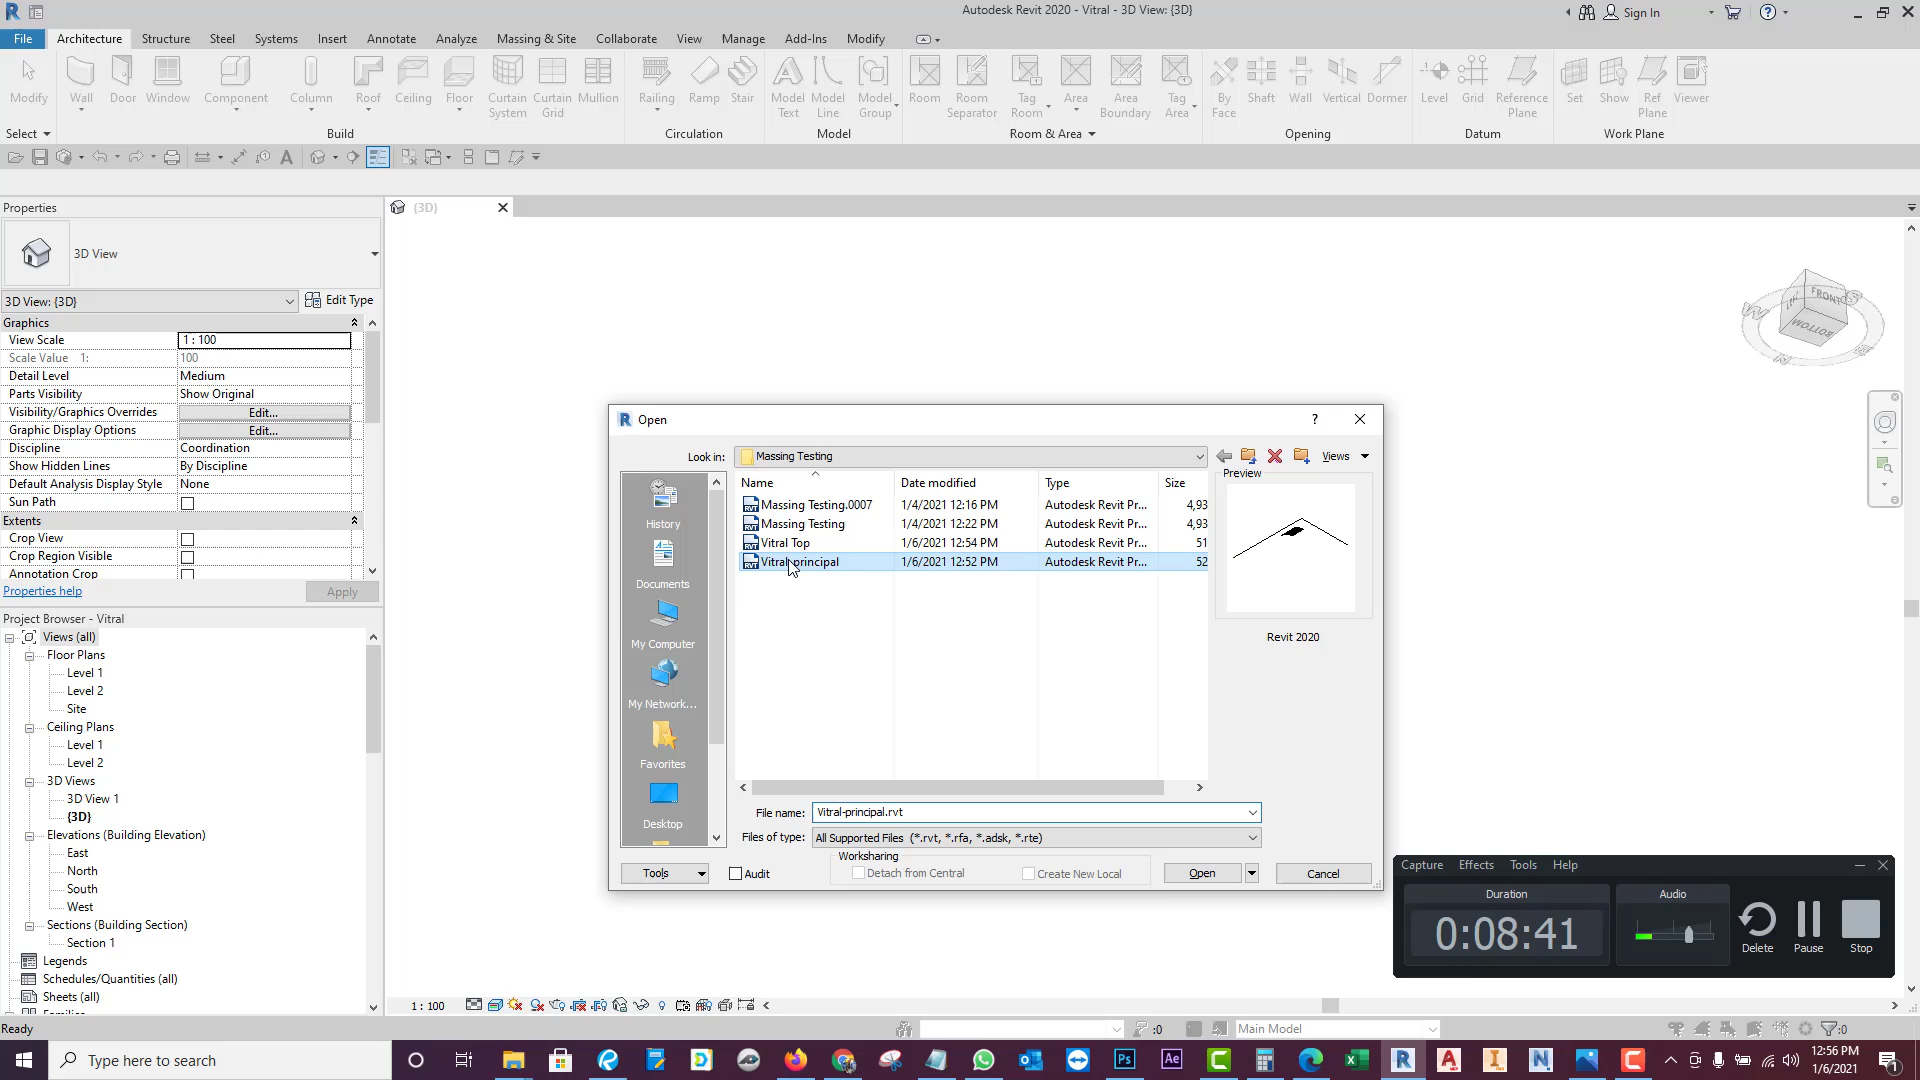 Autodesk Revit 2020 - Vitral - 3D View: {3D}
Sign In
File Architecture Structure Steel Systems Insert Annotate Analyze Massing & Site Collaborate View Manage Add-Ins Modify
Modify Wall Door Window Component Column Roof Ceiling Floor Curtain System Curtain Grid Mullion Railing Ramp Stair Model Text Model Line Model Group Room Room Separator Tag Room Area Area Boundary Tag Area By Face Shaft Wall Vertical Dormer Level Grid Reference Plane Set Show Ref Plane Viewer
Select Build Circulation Model Room & Area Opening Datum Work Plane
Properties
{3D}
3D View
3D View: {3D} Edit Type
Graphics
View Scale 1 : 100
Scale Value 1: 100
Detail Level Medium
Parts Visibility Show Original
Visibility/Graphics Overrides Edit...
Graphic Display Options Edit...
Discipline Coordination
Show Hidden Lines By Discipline
Default Analysis Display Style None
Sun Path
Extents
Crop View
Crop Region Visible
Annotation Crop
Properties help Apply
Project Browser - Vitral
Views (all)
Floor Plans
Level 1
Level 2
Site
Ceiling Plans
Level 1
Level 2
3D Views
3D View 1
{3D}
Elevations (Building Elevation)
East
North
South
West
Sections (Building Section)
Section 1
Legends
Schedules/Quantities (all)
Sheets (all)
FRONT
BOTTOM
W
S
N
Open
Look in: Massing Testing Views
Name Date modified Type Size
Massing Testing.0007 1/4/2021 12:16 PM Autodesk Revit Pr... 4,93
Massing Testing 1/4/2021 12:22 PM Autodesk Revit Pr... 4,93
Vitral Top 1/6/2021 12:54 PM Autodesk Revit Pr... 51
Vitral-principal 1/6/2021 12:52 PM Autodesk Revit Pr... 52
History
Documents
My Computer
My Network...
Favorites
Desktop
Preview
Revit 2020
File name: Vitral-principal.rvt
Files of type: All Supported Files (*.rvt, *.rfa, *.adsk, *.rte)
Worksharing
Tools Audit Detach from Central Create New Local Open Cancel
Capture Effects Tools Help
Duration Audio
0:08:41
Delete Pause Stop
1 : 100
Ready :0 Main Model :0
Type here to search
12:56 PM
1/6/2021